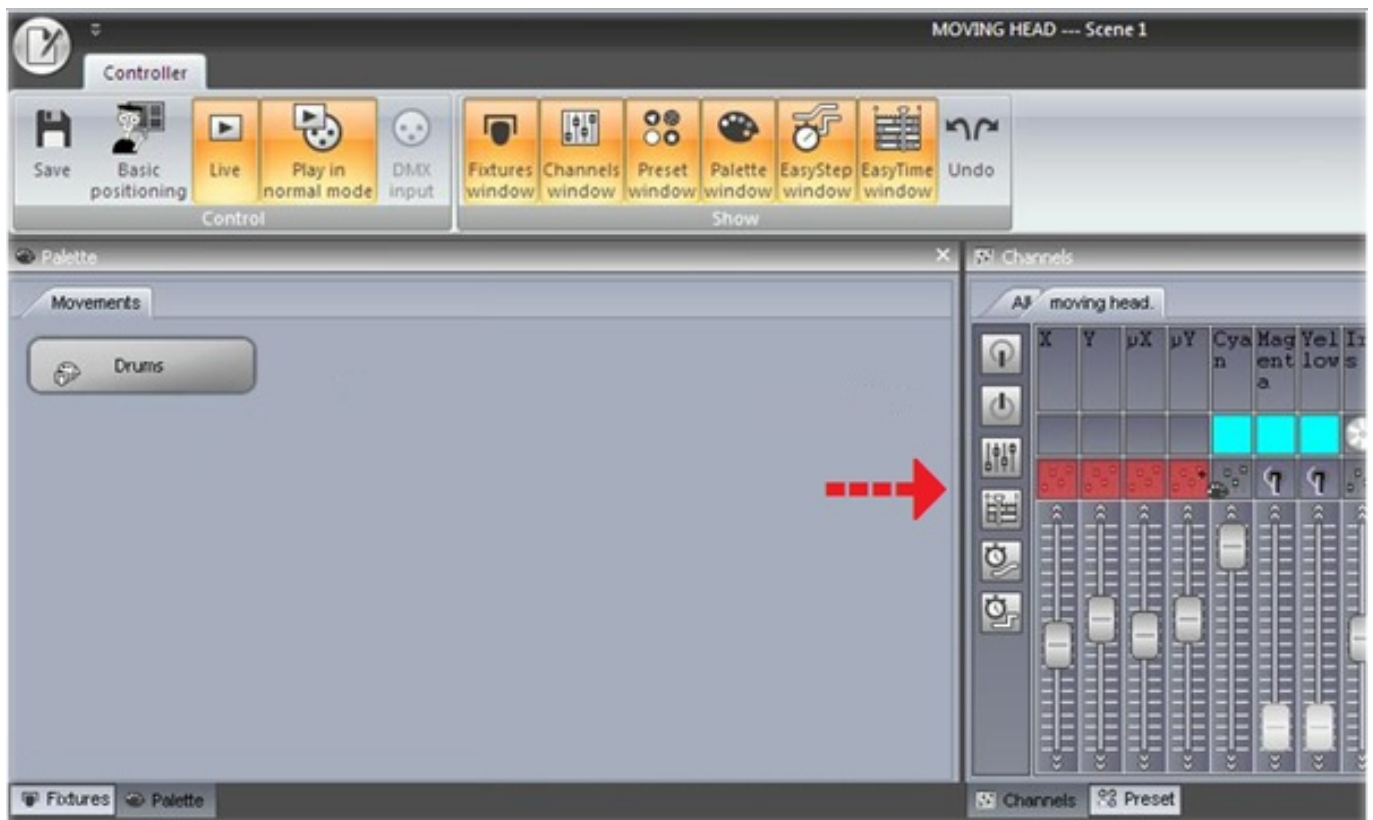 MOVING HEAD --- Scene 1
Controller
Save
Basic
positioning
Live
Play in
normal mode
DMX
input
Fixtures
window
Channels
window
Preset
window
Palette
window
EasyStep
window
EasyTime
window
Undo
Control
Show
Palette
Channels
Movements
All
moving head.
Drums
X Y µX µY Cya Mag Yel
n ent low s
a
Fixtures
Palette
Channels
Preset